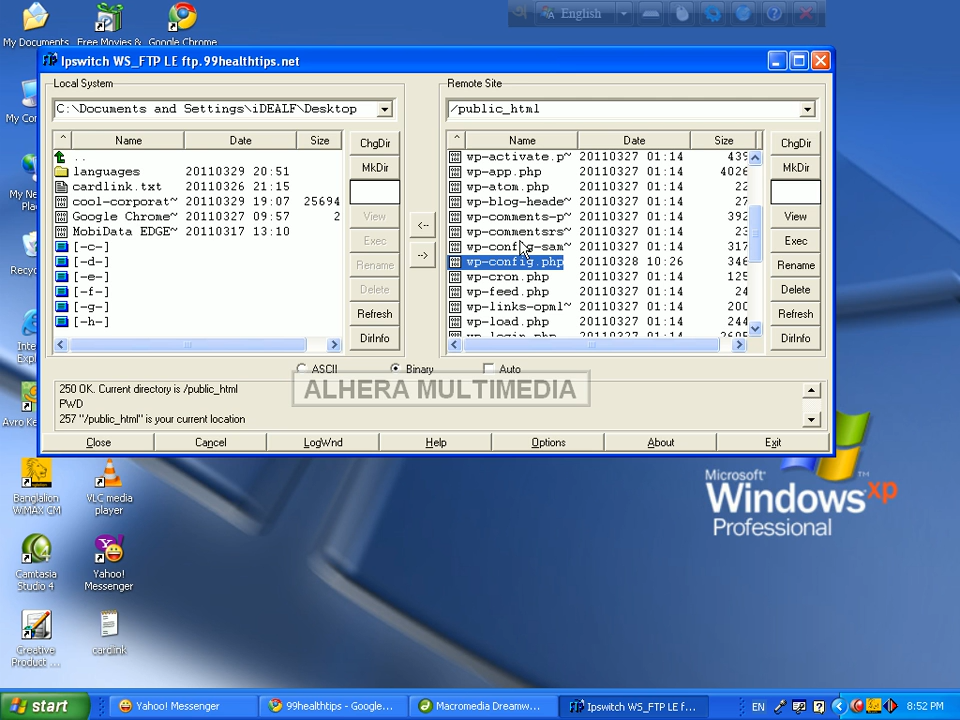 English
My Documents
Free Movies &
Google Chrome
Ipswitch WS_FTP LE ftp.99healthtips.net
Local System
Remote Site
C:\Documents and Settings\iDEALF\Desktop
/public_html
^ Name Date Size
ChgDir
^ Name Date Size
ChgDir
..
languages 20110329 20:51
cardlink.txt 20110326 21:15
cool-corporat~ 20110329 19:07 25694
Google Chrome~ 20110327 09:57 2
MobiData EDGE~ 20110317 13:10
[-c-]
[-d-]
[-e-]
[-f-]
[-g-]
[-h-]
MkDir
View
Exec
Rename
Delete
Refresh
DirInfo
<--
-->
wp-activate.p~ 20110327 01:14 439
wp-app.php 20110327 01:14 4026
wp-atom.php 20110327 01:14 22
wp-blog-heade~ 20110327 01:14 27
wp-comments-p~ 20110327 01:14 392
wp-commentsrs~ 20110327 01:14 23
wp-config-sam~ 20110327 01:14 317
wp-config.php 20110328 10:26 346
wp-cron.php 20110327 01:14 125
wp-feed.php 20110327 01:14 24
wp-links-opml~ 20110327 01:14 200
wp-load.php 20110327 01:14 244
wp-login.php 20110327 01:14 2605
MkDir
View
Exec
Rename
Delete
Refresh
DirInfo
ASCII
Binary
Auto
ALHERA MULTIMEDIA
250 OK. Current directory is /public_html
PWD
257 "/public_html" is your current location
Close
Cancel
LogWnd
Help
Options
About
Exit
Microsoft
Windows xp
Professional
Banglalion WiMAX CM
VLC media player
Camtasia Studio 4
Yahoo! Messenger
Creative Product ...
cardlink
start
Yahoo! Messenger
99healthtips - Google...
Macromedia Dreamw...
Ipswitch WS_FTP LE f...
EN
8:52 PM